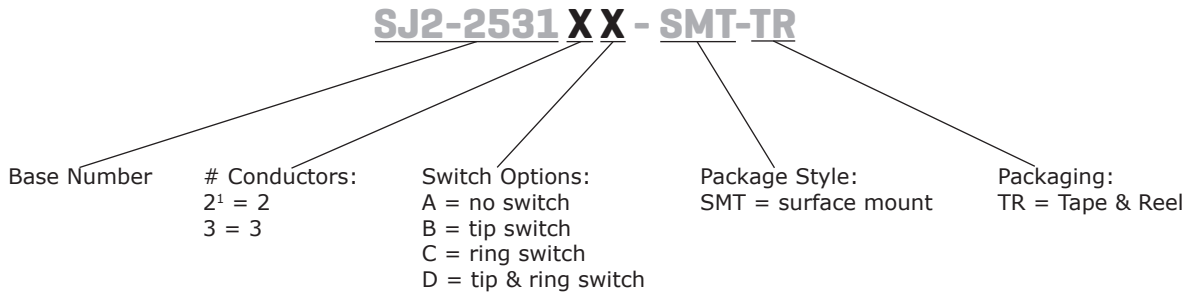 SJ2-2531 X X - SMT-TR
Base Number
# Conductors:
2¹ = 2
3 = 3
Switch Options:
A = no switch
B = tip switch
C = ring switch
D = tip & ring switch
Package Style:
SMT = surface mount
Packaging:
TR = Tape & Reel